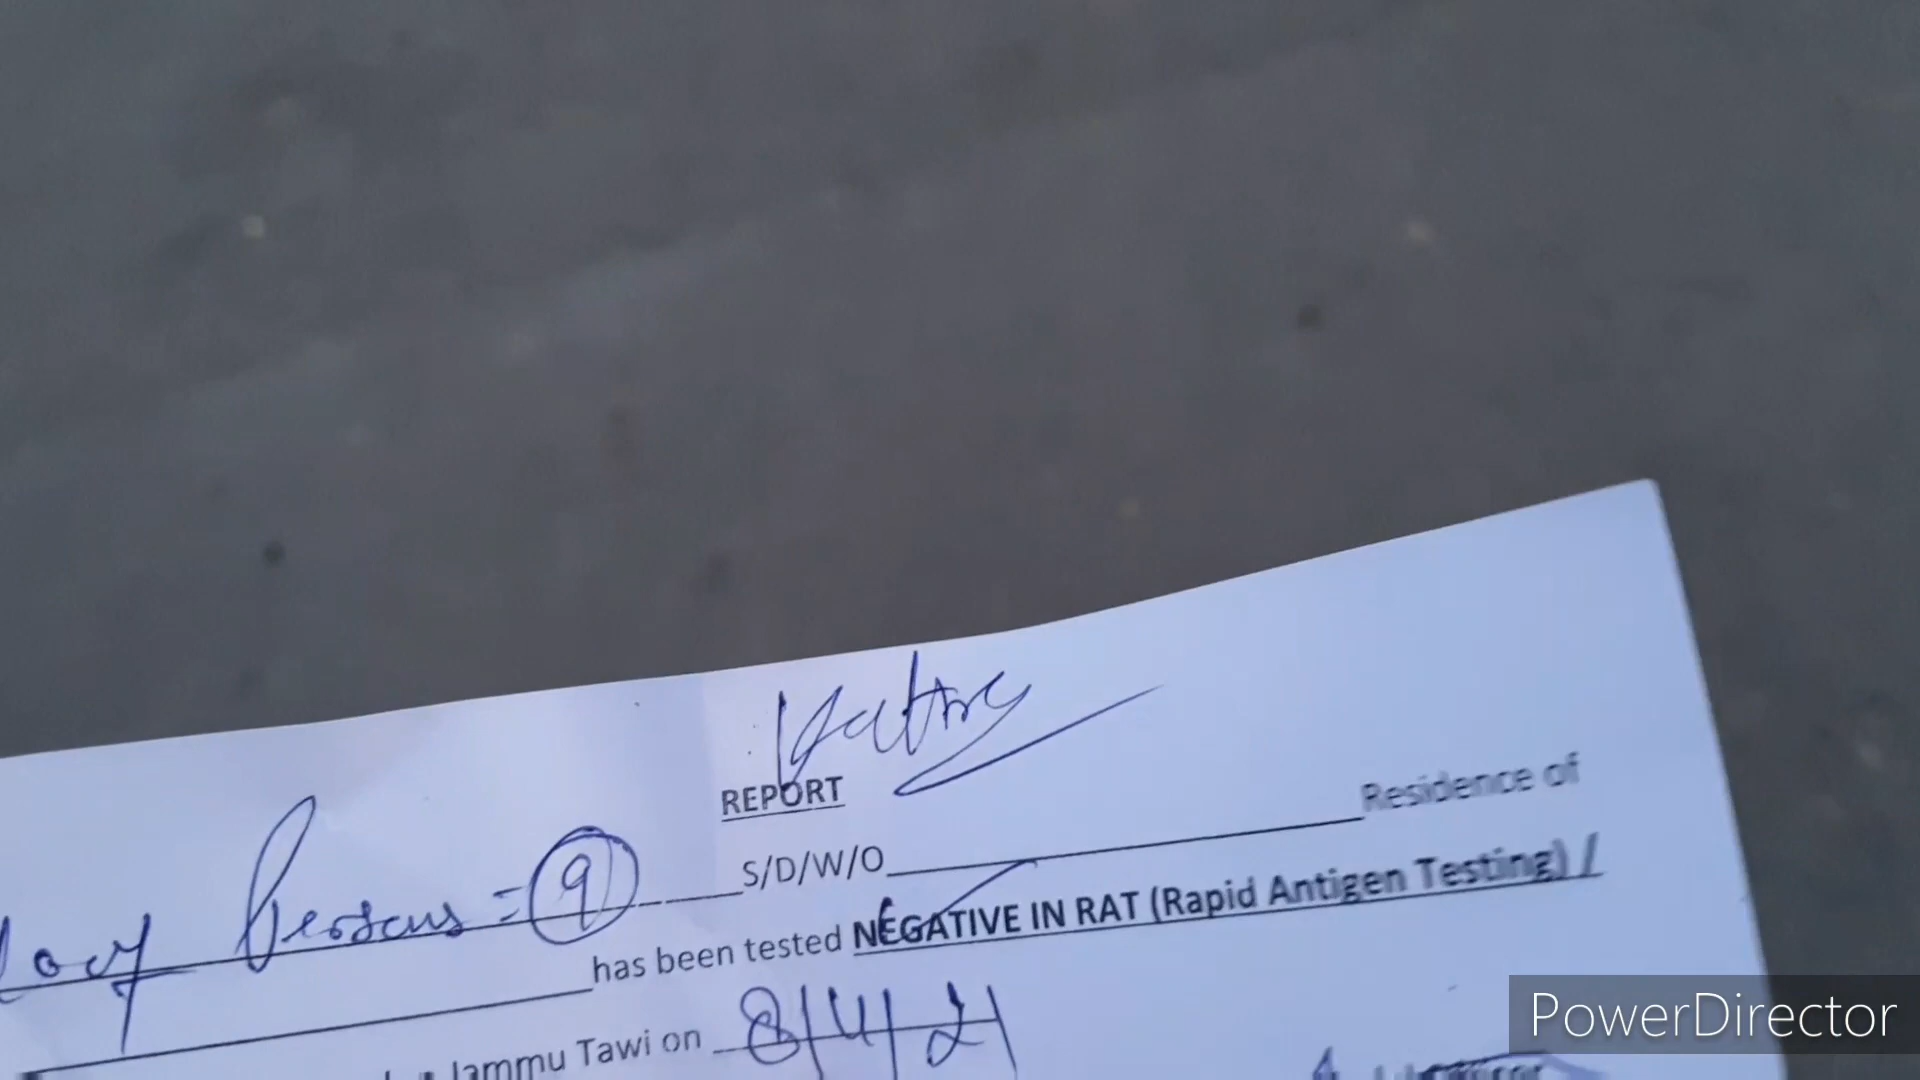 REPORT
= 9 S/D/W/O Residence of
has been tested NEGATIVE IN RAT (Rapid Antigen Testing) /
Jammu Tawi on 8/4/21
PowerDirector